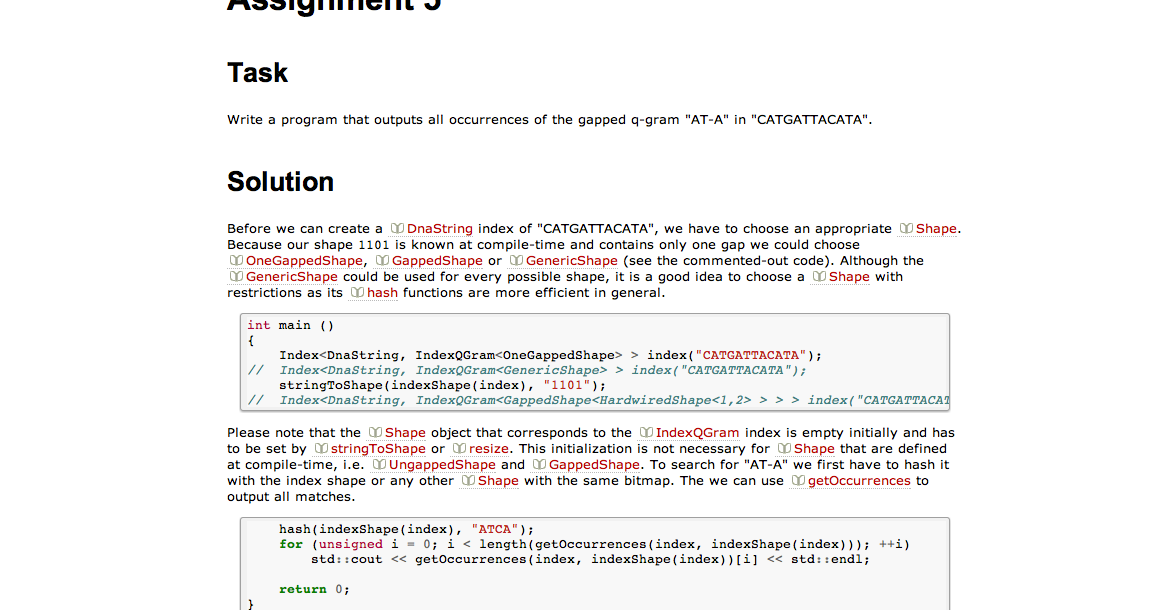 Assignment 5
Task
Write a program that outputs all occurrences of the gapped q-gram "AT-A" in "CATGATTACATA".
Solution
Before we can create a DnaString index of "CATGATTACATA", we have to choose an appropriate Shape.
Because our shape 1101 is known at compile-time and contains only one gap we could choose
OneGappedShape, GappedShape or GenericShape (see the commented-out code). Although the
GenericShape could be used for every possible shape, it is a good idea to choose a Shape with
restrictions as its hash functions are more efficient in general.
int main ()
{
    Index<DnaString, IndexQGram<OneGappedShape> > index("CATGATTACATA");
//  Index<DnaString, IndexQGram<GenericShape> > index("CATGATTACATA");
    stringToShape(indexShape(index), "1101");
//  Index<DnaString, IndexQGram<GappedShape<HardwiredShape<1,2> > > > index("CATGATTACAT
Please note that the Shape object that corresponds to the IndexQGram index is empty initially and has
to be set by stringToShape or resize. This initialization is not necessary for Shape that are defined
at compile-time, i.e. UngappedShape and GappedShape. To search for "AT-A" we first have to hash it
with the index shape or any other Shape with the same bitmap. The we can use getOccurrences to
output all matches.
    hash(indexShape(index), "ATCA");
    for (unsigned i = 0; i < length(getOccurrences(index, indexShape(index))); ++i)
        std::cout << getOccurrences(index, indexShape(index))[i] << std::endl;
    return 0;
}